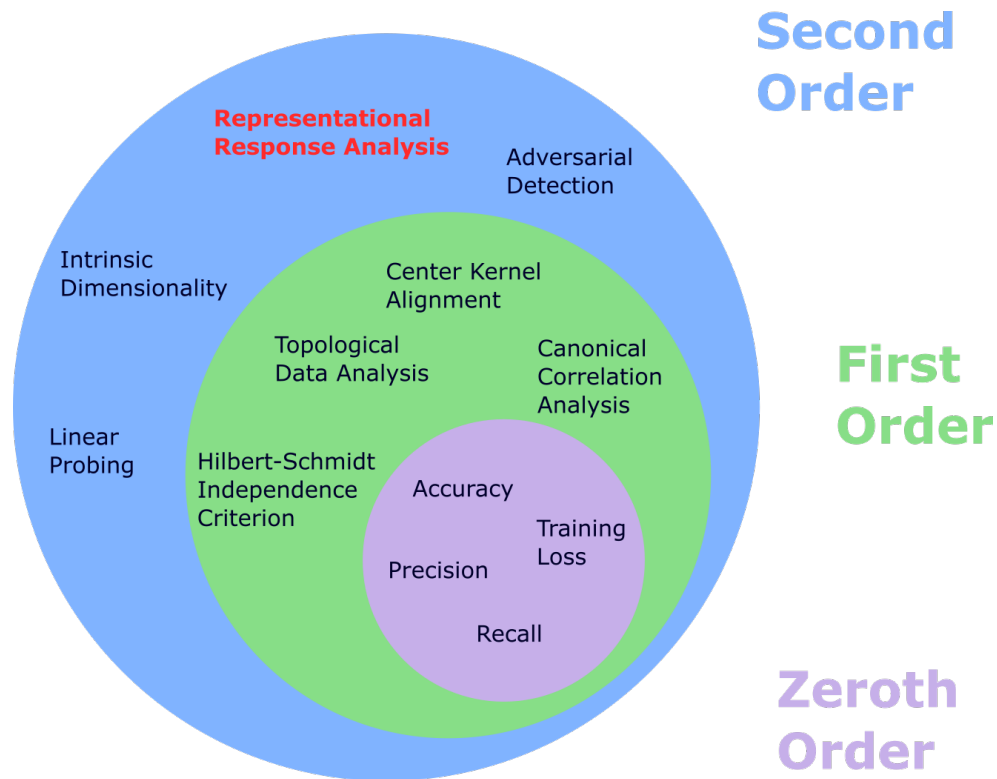 Second
Order
Representational
Response Analysis
Adversarial
Detection
Intrinsic
Dimensionality
Center Kernel
Alignment
Topological
Data Analysis
Canonical
Correlation
Analysis
First
Order
Linear
Probing
Hilbert-Schmidt
Independence
Criterion
Accuracy
Training
Loss
Precision
Recall
Zeroth
Order